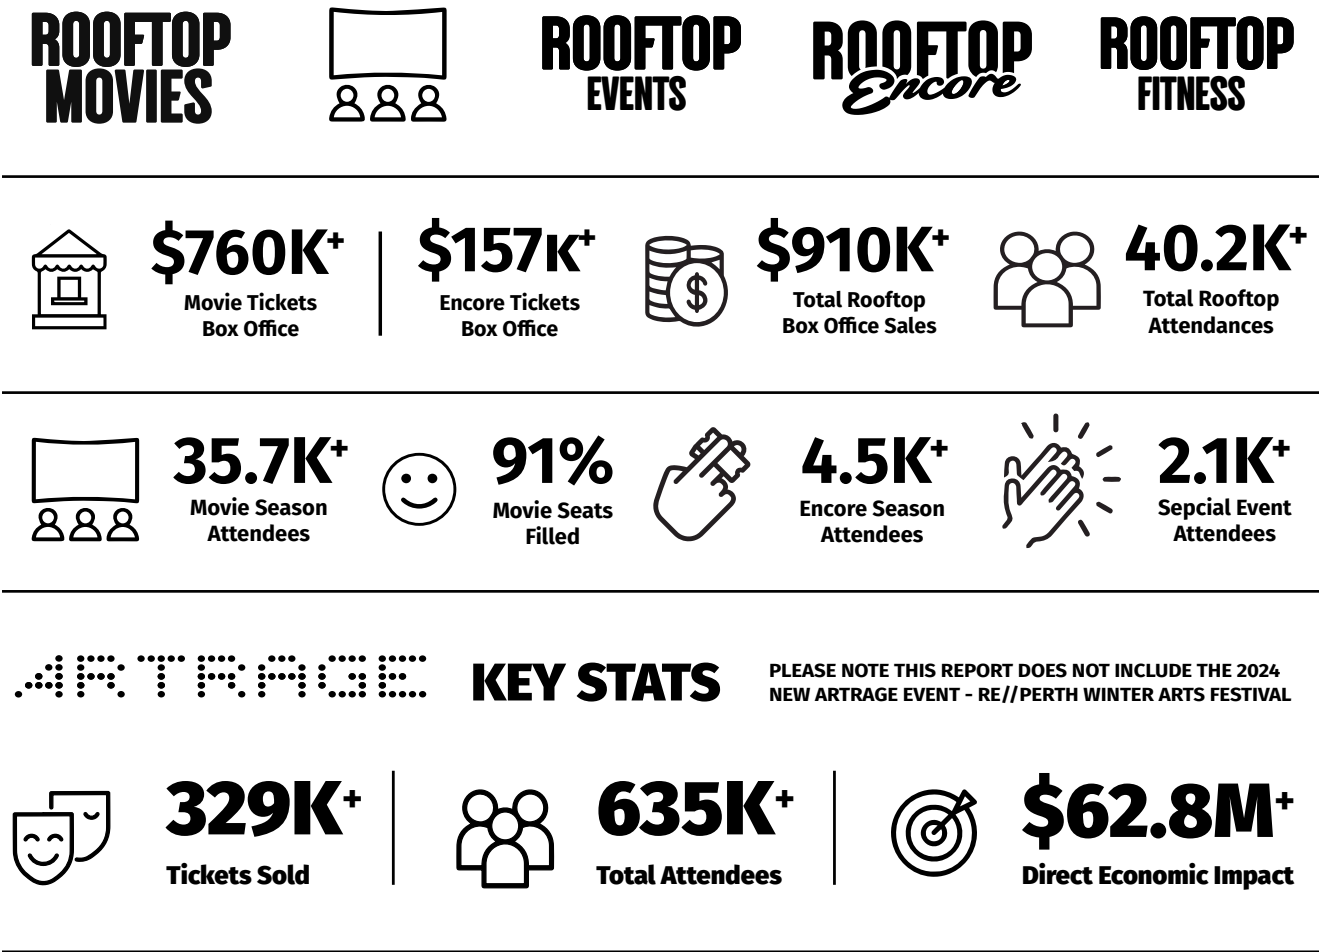 ROOFTOP
MOVIES
ROOFTOP
EVENTS
ROOFTOP
Encore
ROOFTOP
FITNESS
$760K+
Movie Tickets
Box Office
$157K+
Encore Tickets
Box Office
$910K+
Total Rooftop
Box Office Sales
40.2K+
Total Rooftop
Attendances
35.7K+
Movie Season
Attendees
91%
Movie Seats
Filled
4.5K+
Encore Season
Attendees
2.1K+
Sepcial Event
Attendees
ARTRAGE
KEY STATS
PLEASE NOTE THIS REPORT DOES NOT INCLUDE THE 2024
NEW ARTRAGE EVENT - RE//PERTH WINTER ARTS FESTIVAL
329K+
Tickets Sold
635K+
Total Attendees
$62.8M+
Direct Economic Impact